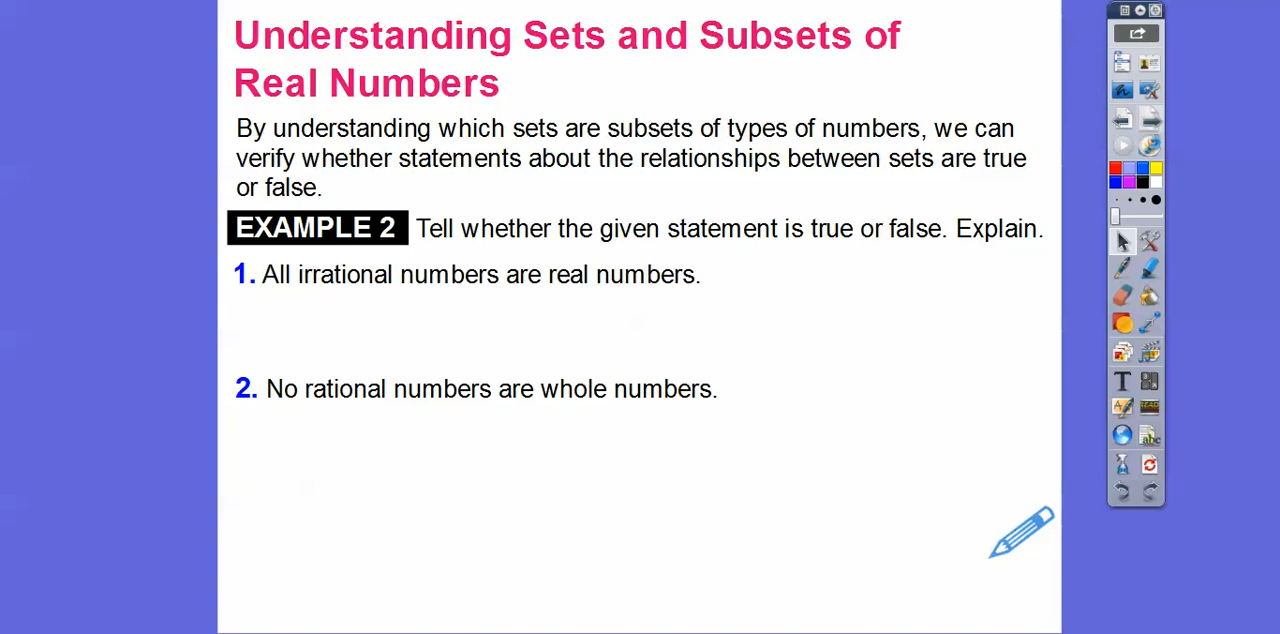 Understanding Sets and Subsets of
Real Numbers
By understanding which sets are subsets of types of numbers, we can
verify whether statements about the relationships between sets are true
or false.
EXAMPLE 2 Tell whether the given statement is true or false. Explain.
1. All irrational numbers are real numbers.
2. No rational numbers are whole numbers.